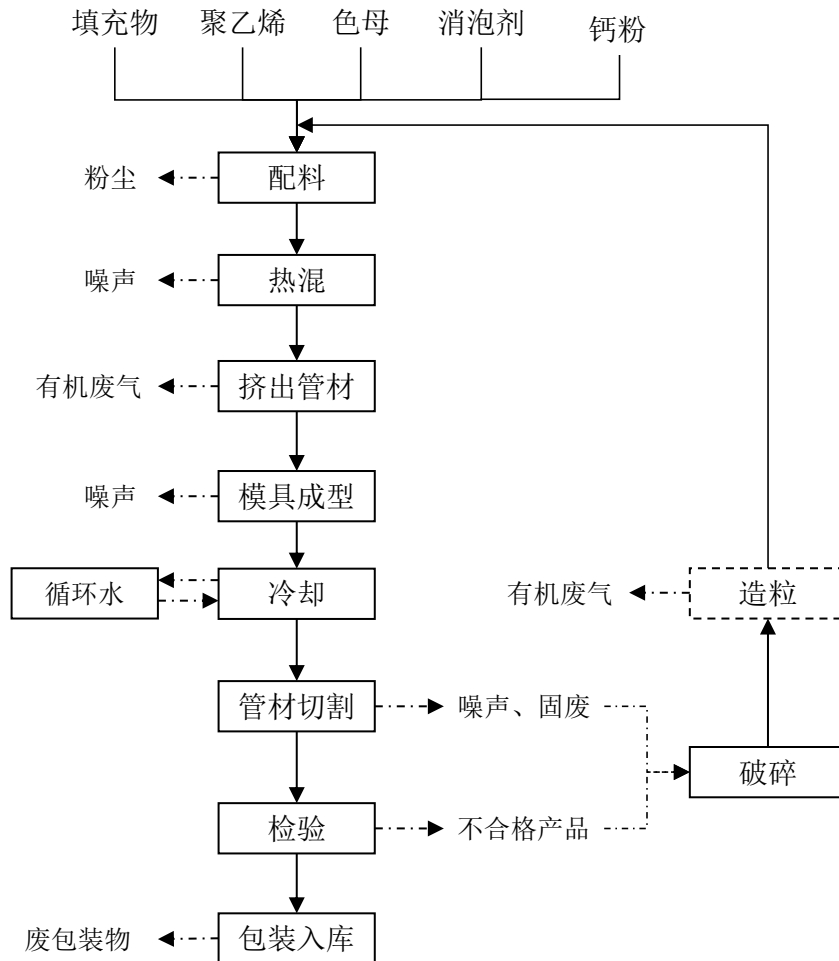 填充物 聚乙烯 色母 消泡剂 钙粉
粉尘 配料
噪声 热混
有机废气 挤出管材
噪声 模具成型
循环水 冷却 有机废气 造粒
管材切割 噪声、固废
破碎
检验 不合格产品
废包装物 包装入库